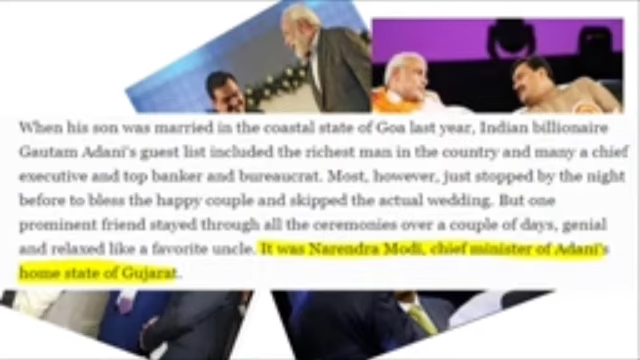 When his son was married in the coastal state of Goa last year, Indian billionaire
Gautam Adani's guest list included the richest man in the country and many a chief
executive and top banker and bureaucrat. Most, however, just stopped by the night
before to bless the happy couple and skipped the actual wedding. But one
prominent friend stayed through all the ceremonies over a couple of days, genial
and relaxed like a favorite uncle. It was Narendra Modi, chief minister of Adani's
home state of Gujarat.